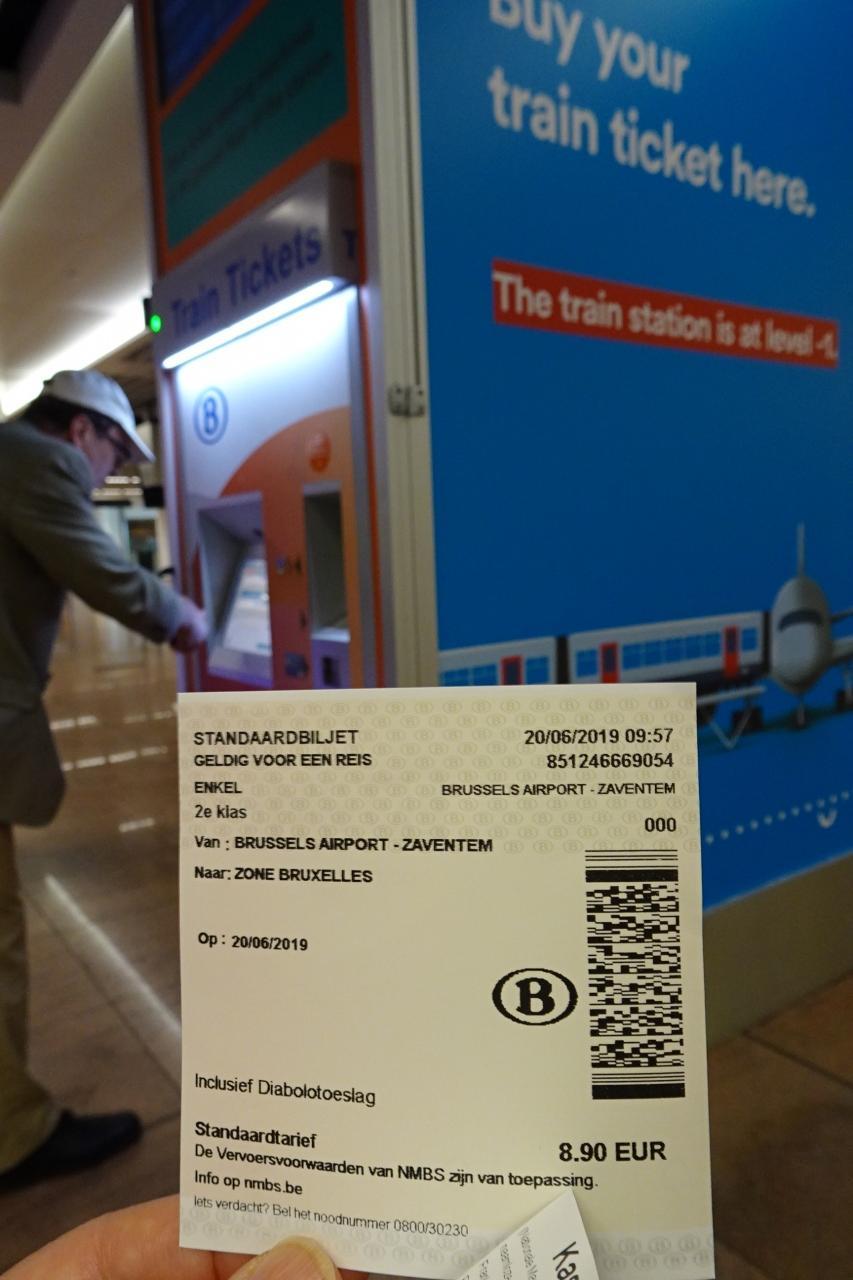 Buy your
train ticket here.
The train station is at level -1.
Train Tickets
B
STANDAARDBILJET
20/06/2019 09:57
GELDIG VOOR EEN REIS
851246669054
ENKEL
BRUSSELS AIRPORT - ZAVENTEM
2e klas
000
Van : BRUSSELS AIRPORT - ZAVENTEM
Naar: ZONE BRUXELLES
Op : 20/06/2019
B
Inclusief Diabolotoeslag
Standaardtarief
8.90 EUR
De Vervoersvoorwaarden van NMBS zijn van toepassing.
Info op nmbs.be
Iets verdacht? Bel het noodnummer 0800/30230